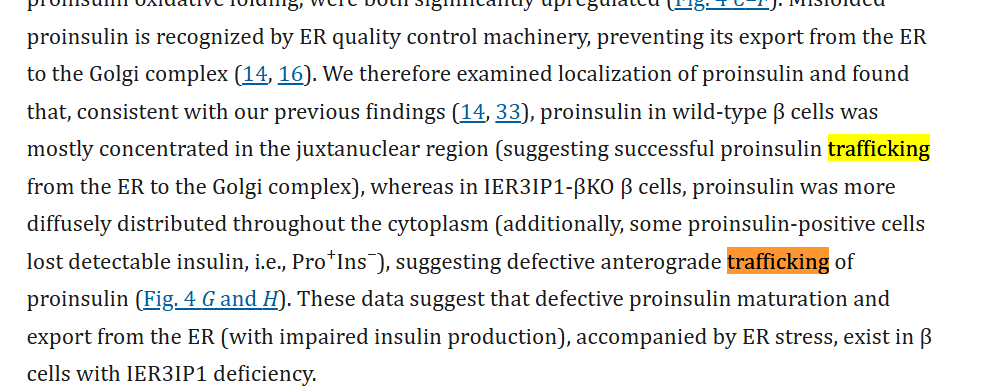 proinsulin oxidative folding, were both significantly upregulated (Fig. 4 C–F). Misfolded
proinsulin is recognized by ER quality control machinery, preventing its export from the ER
to the Golgi complex (14, 16). We therefore examined localization of proinsulin and found
that, consistent with our previous findings (14, 33), proinsulin in wild-type β cells was
mostly concentrated in the juxtanuclear region (suggesting successful proinsulin trafficking
from the ER to the Golgi complex), whereas in IER3IP1-βKO β cells, proinsulin was more
diffusely distributed throughout the cytoplasm (additionally, some proinsulin-positive cells
lost detectable insulin, i.e., Pro⁺Ins⁻), suggesting defective anterograde trafficking of
proinsulin (Fig. 4 G and H). These data suggest that defective proinsulin maturation and
export from the ER (with impaired insulin production), accompanied by ER stress, exist in β
cells with IER3IP1 deficiency.